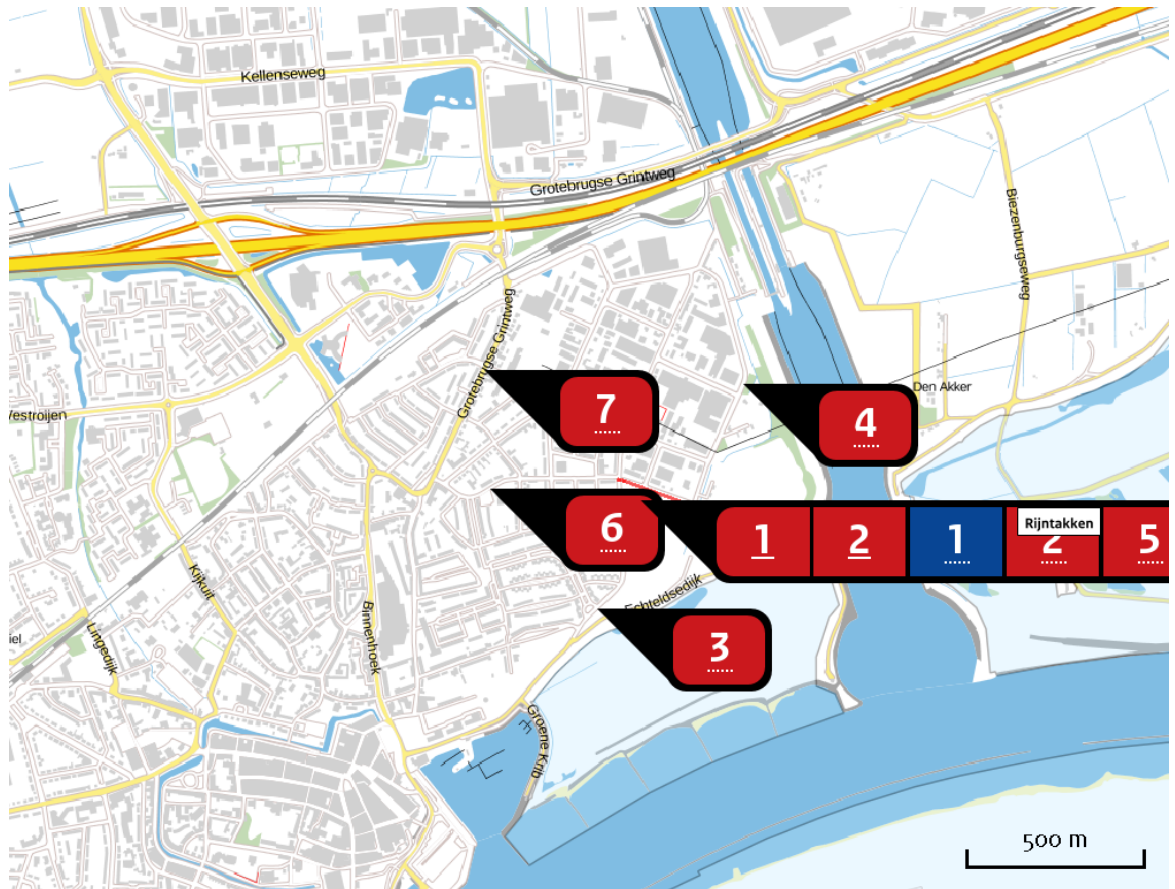 Kellenseweg
Grotebrugse Grintweg
Biezenburgseweg
Grotebrugse Grintweg
Den Akker
7
4
6
1
2
1
Rijntakken
2
5
Echteldsedijk
3
Kijkuit
Binnenhoek
Lingedijk
Groene Krib
500 m